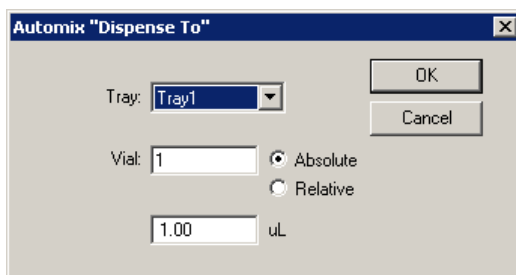 Automix "Dispense To"
OK
Tray: Tray1
Cancel
Vial: 1 Absolute
Relative
1.00 uL